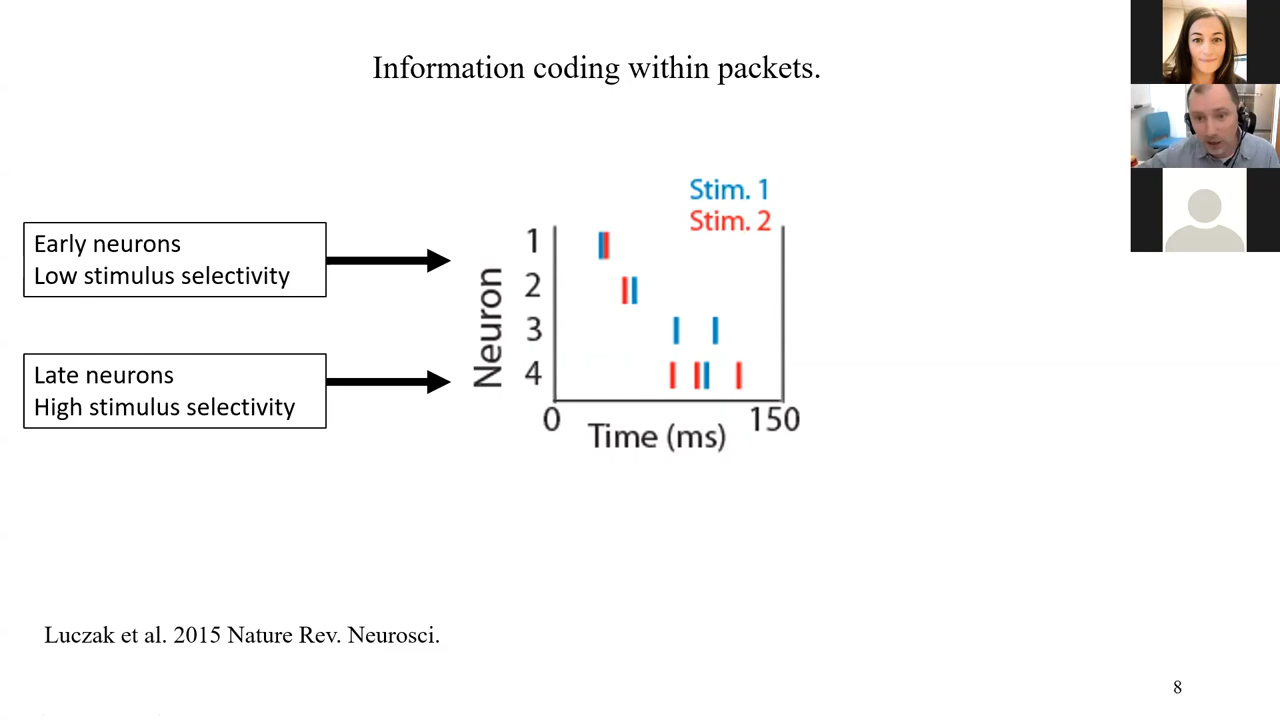 Information coding within packets.
Stim. 1
Stim. 2
Early neurons
Low stimulus selectivity
Late neurons
High stimulus selectivity
Neuron
1
2
3
4
0
150
Time (ms)
Luczak et al. 2015 Nature Rev. Neurosci.
8